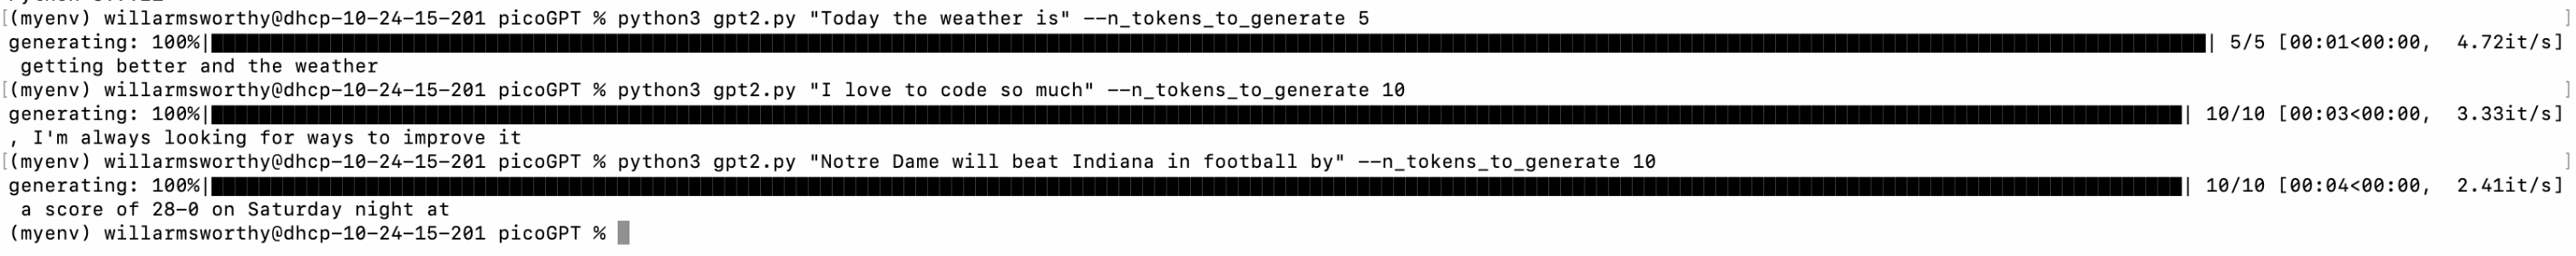 (myenv) willarmsworthy@dhcp-10-24-15-201 picoGPT % python3 gpt2.py "Today the weather is" --n_tokens_to_generate 5
generating: 100%| | 5/5 [00:01<00:00, 4.72it/s]
getting better and the weather
(myenv) willarmsworthy@dhcp-10-24-15-201 picoGPT % python3 gpt2.py "I love to code so much" --n_tokens_to_generate 10
generating: 100%| | 10/10 [00:03<00:00, 3.33it/s]
, I'm always looking for ways to improve it
(myenv) willarmsworthy@dhcp-10-24-15-201 picoGPT % python3 gpt2.py "Notre Dame will beat Indiana in football by" --n_tokens_to_generate 10
generating: 100%| | 10/10 [00:04<00:00, 2.41it/s]
a score of 28-0 on Saturday night at
(myenv) willarmsworthy@dhcp-10-24-15-201 picoGPT %